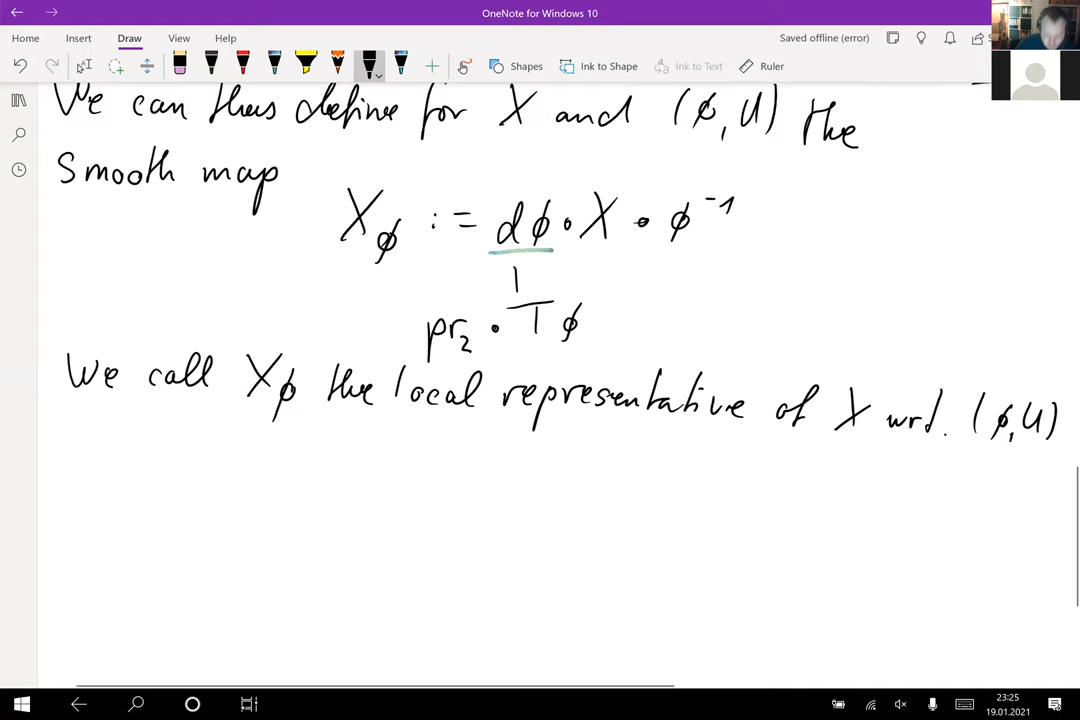 OneNote for Windows 10
Home Insert Draw View Help Saved offline (error)
Shapes Ink to Shape Ink to Text Ruler
We can thus define for X and (ϕ, U) the
smooth map
X_ϕ := dϕ∘X∘ϕ⁻¹
pr₂ ∘ Tϕ
We call X_ϕ the local representative of X wrt. (ϕ, U)
23:25
19.01.2021